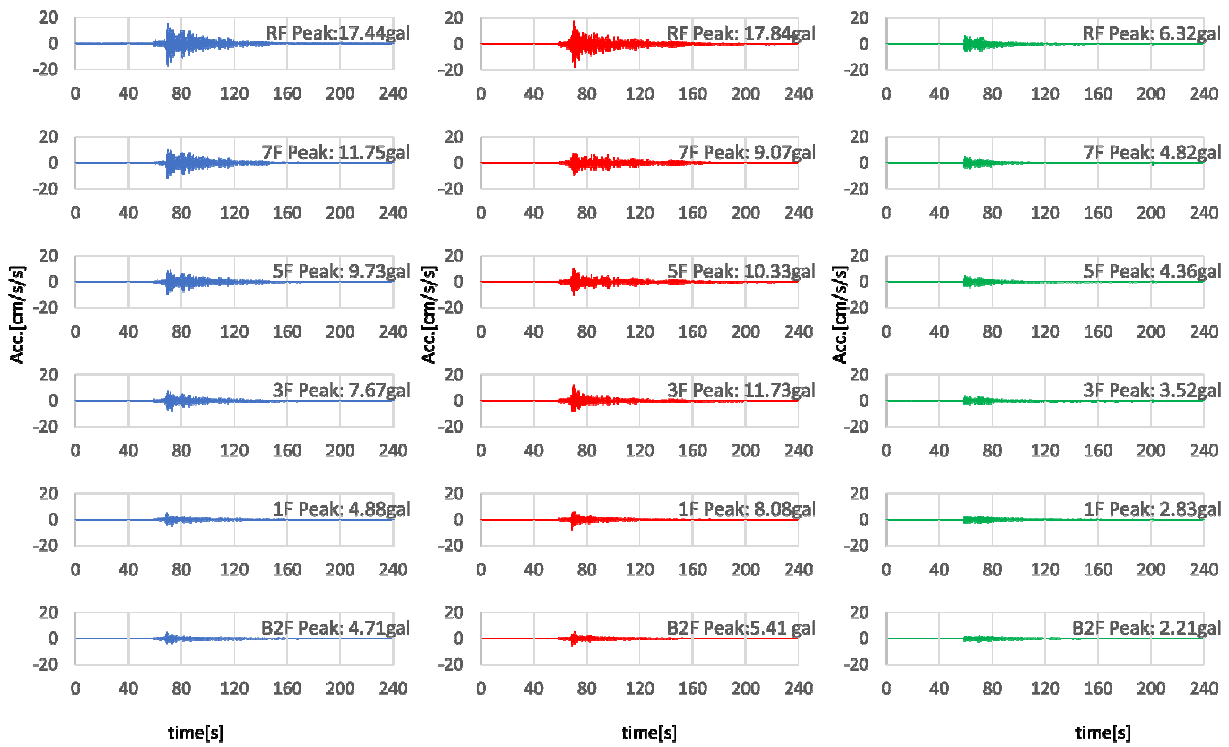 20
0
-20
RF Peak:17.44gal
0 40 80 120 160 200 240
20
0
-20
7F Peak: 11.75gal
0 40 80 120 160 200 240
20
0
-20
5F Peak: 9.73gal
0 40 80 120 160 200 240
20
0
-20
3F Peak: 7.67gal
0 40 80 120 160 200 240
20
0
-20
1F Peak: 4.88gal
0 40 80 120 160 200 240
20
0
-20
B2F Peak: 4.71gal
0 40 80 120 160 200 240
Acc.[cm/s/s]
time[s]
20
0
-20
RF Peak: 17.84gal
0 40 80 120 160 200 240
20
0
-20
7F Peak: 9.07gal
0 40 80 120 160 200 240
20
0
-20
5F Peak: 10.33gal
0 40 80 120 160 200 240
20
0
-20
3F Peak: 11.73gal
0 40 80 120 160 200 240
20
0
-20
1F Peak: 8.08gal
0 40 80 120 160 200 240
20
0
-20
B2F Peak:5.41 gal
0 40 80 120 160 200 240
Acc.[cm/s/s]
time[s]
20
0
-20
RF Peak: 6.32gal
0 40 80 120 160 200 240
20
0
-20
7F Peak: 4.82gal
0 40 80 120 160 200 240
20
0
-20
5F Peak: 4.36gal
0 40 80 120 160 200 240
20
0
-20
3F Peak: 3.52gal
0 40 80 120 160 200 240
20
0
-20
1F Peak: 2.83gal
0 40 80 120 160 200 240
20
0
-20
B2F Peak: 2.21gal
0 40 80 120 160 200 240
Acc.[cm/s/s]
time[s]